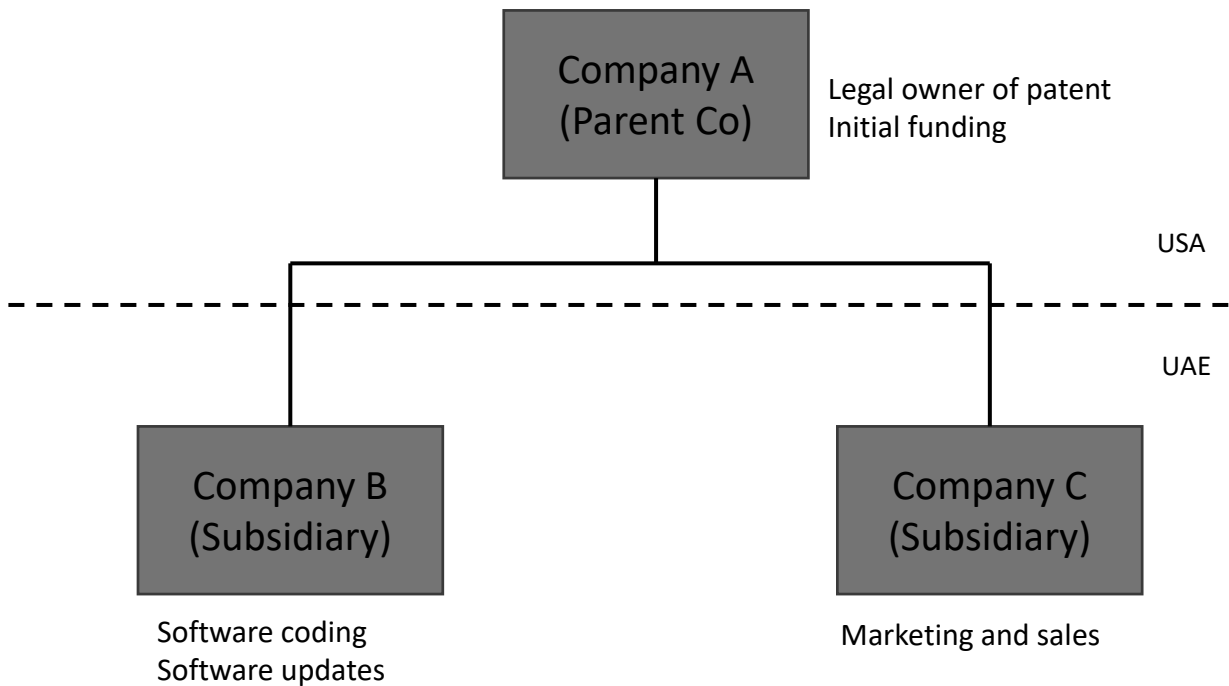 Company A
(Parent Co)
Legal owner of patent
Initial funding
USA
UAE
Company B
(Subsidiary)
Company C
(Subsidiary)
Software coding
Software updates
Marketing and sales